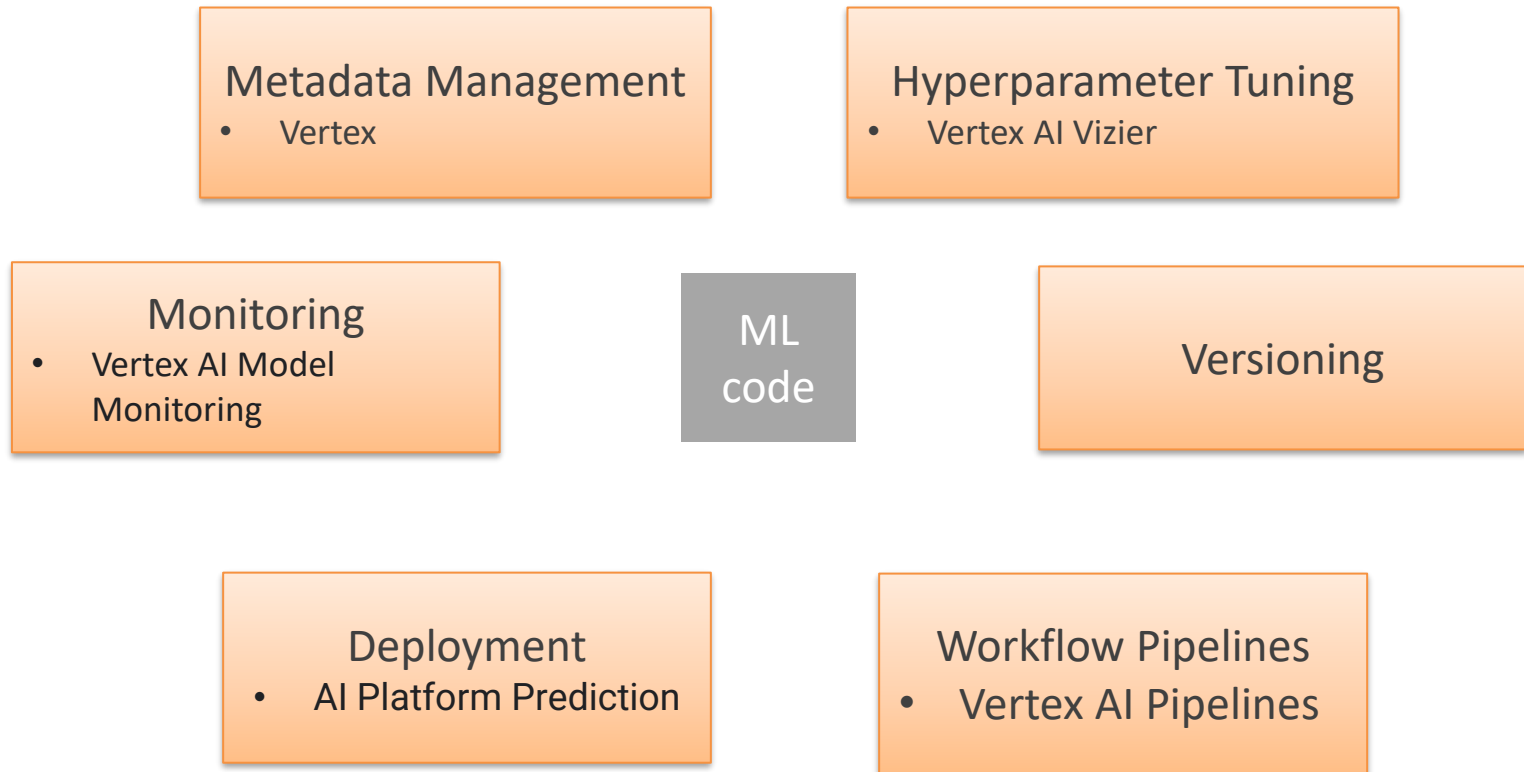 Metadata Management
• Vertex
Hyperparameter Tuning
• Vertex AI Vizier
Monitoring
• Vertex AI Model
Monitoring
ML
code
Versioning
Deployment
• AI Platform Prediction
Workflow Pipelines
• Vertex AI Pipelines